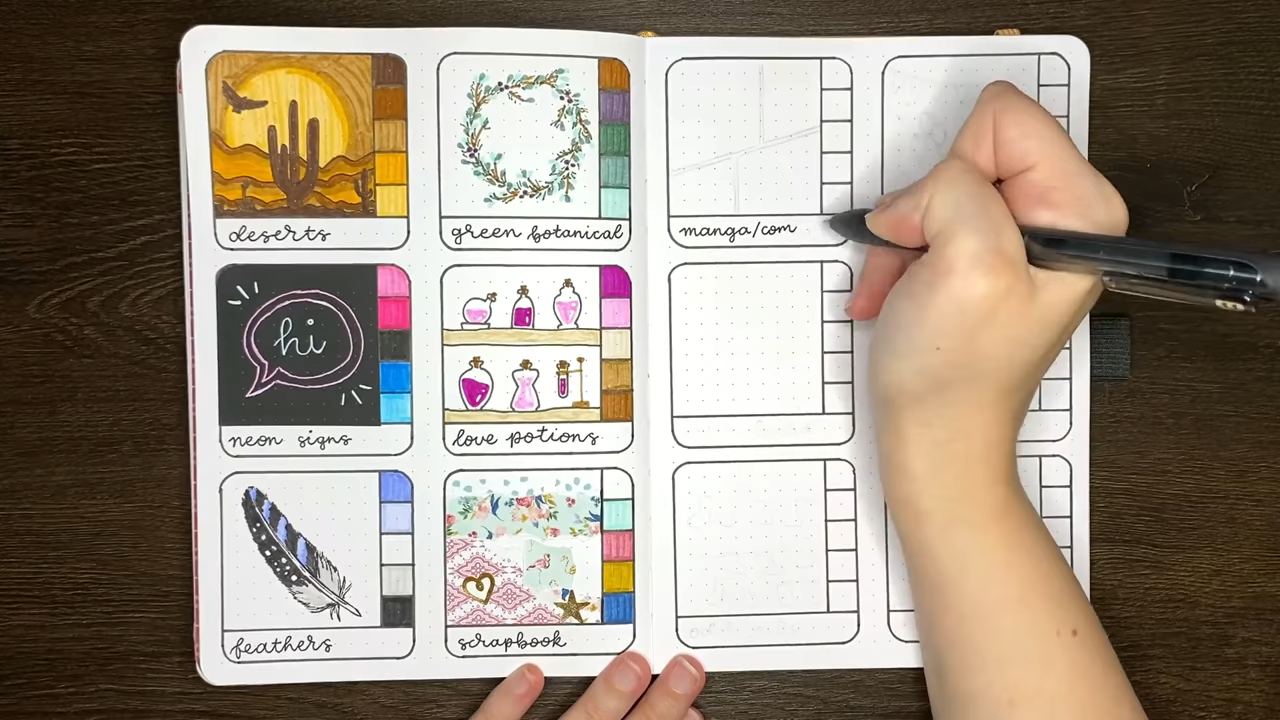 deserts
green botanical
manga/com
hi
neon signs
love potions
feathers
scrapbook